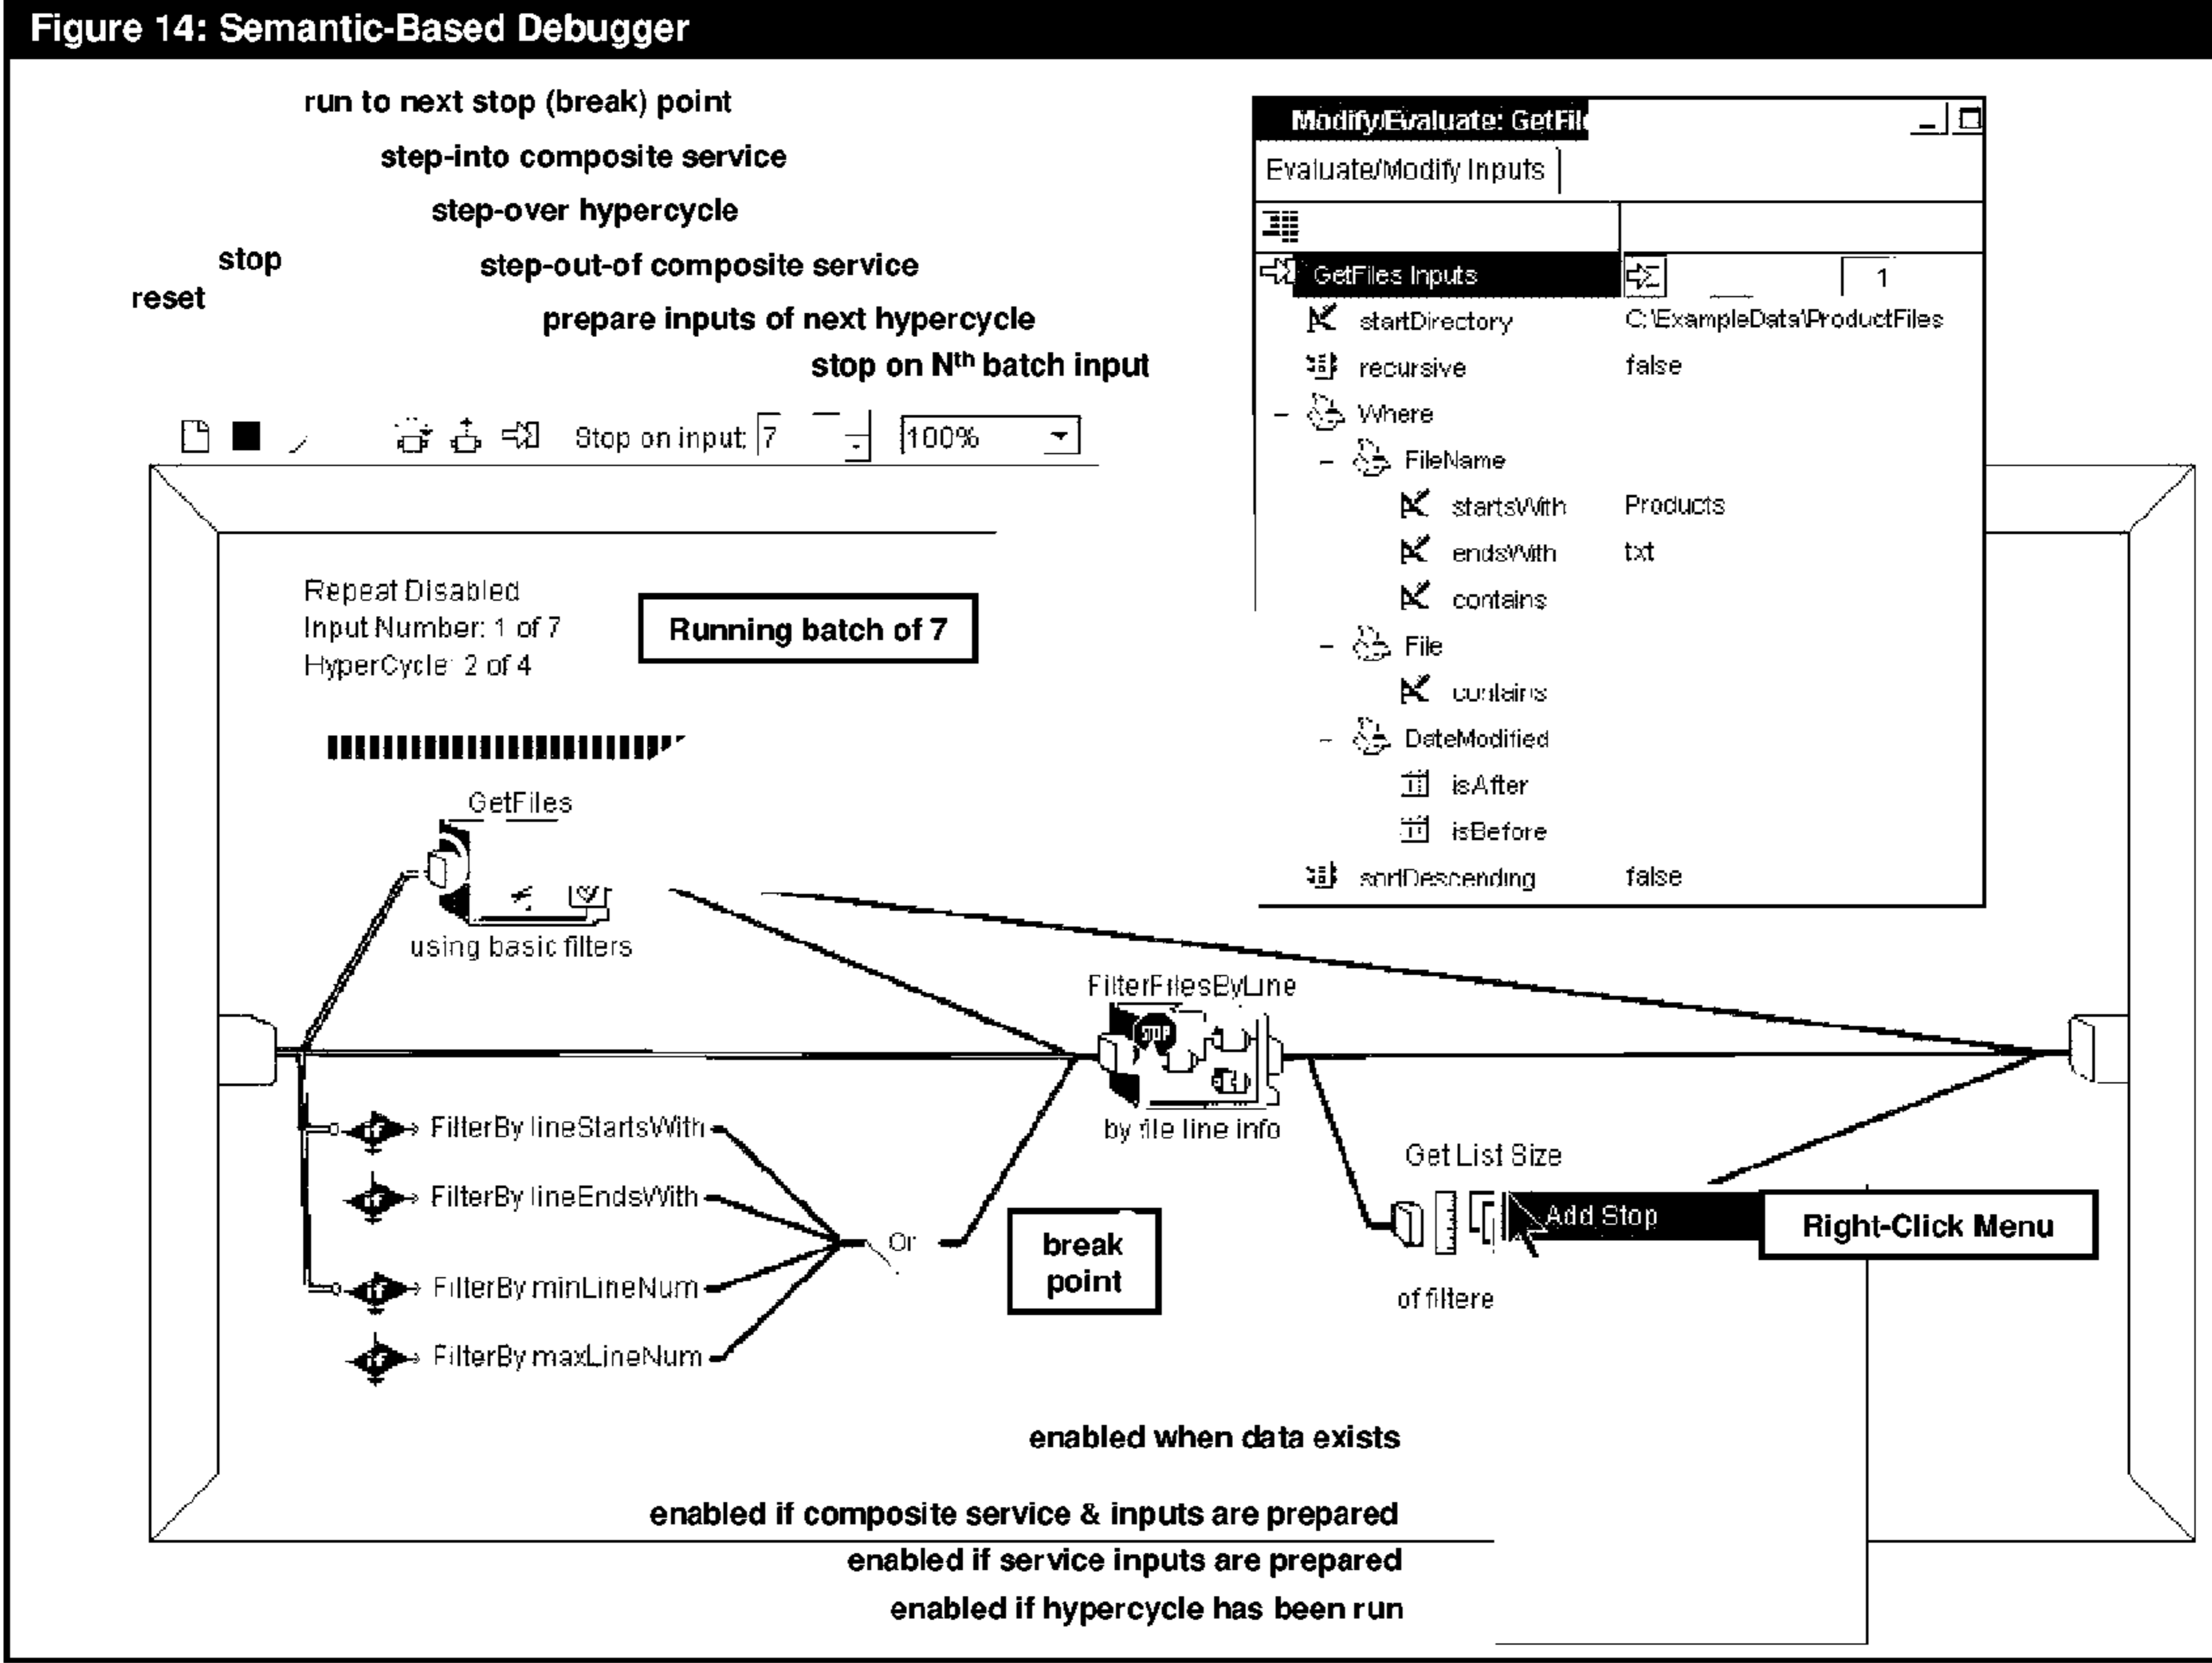 Figure 14: Semantic-Based Debugger
run to next stop (break) point
step-into composite service
step-over hypercycle
stop
step-out-of composite service
reset
prepare inputs of next hypercycle
stop on Nth batch input
Stop on input: 7
100%
Modify/Evaluate: GetFil
Evaluate/Modify Inputs
GetFiles Inputs 1
startDirectory C:\ExampleData\ProductFiles
recursive false
Where
FileName
startsWith Products
endsWith txt
contains
File
contains
DateModified
isAfter
isBefore
sortDescending false
Repeat Disabled
Input Number: 1 of 7
HyperCycle: 2 of 4
Running batch of 7
GetFiles
using basic filters
FilterFilesByLine
STOP
by file line info
if FilterBy lineStartsWith
if FilterBy lineEndsWith
if FilterBy minLineNum
if FilterBy maxLineNum
Or
break
point
Get List Size
Add Stop
Right-Click Menu
of filtere
enabled when data exists
enabled if composite service & inputs are prepared
enabled if service inputs are prepared
enabled if hypercycle has been run